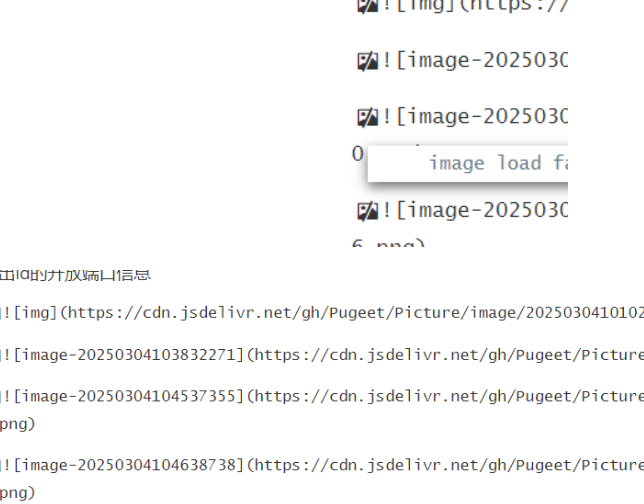 ![img](https://
![image-2025030
![image-2025030
0
image load fa
![image-2025030
6.png)
出id的开放端口信息
![img](https://cdn.jsdelivr.net/gh/Pugeet/Picture/image/2025030410102
![image-20250304103832271](https://cdn.jsdelivr.net/gh/Pugeet/Picture
![image-20250304104537355](https://cdn.jsdelivr.net/gh/Pugeet/Picture
png)
![image-20250304104638738](https://cdn.jsdelivr.net/gh/Pugeet/Picture
png)